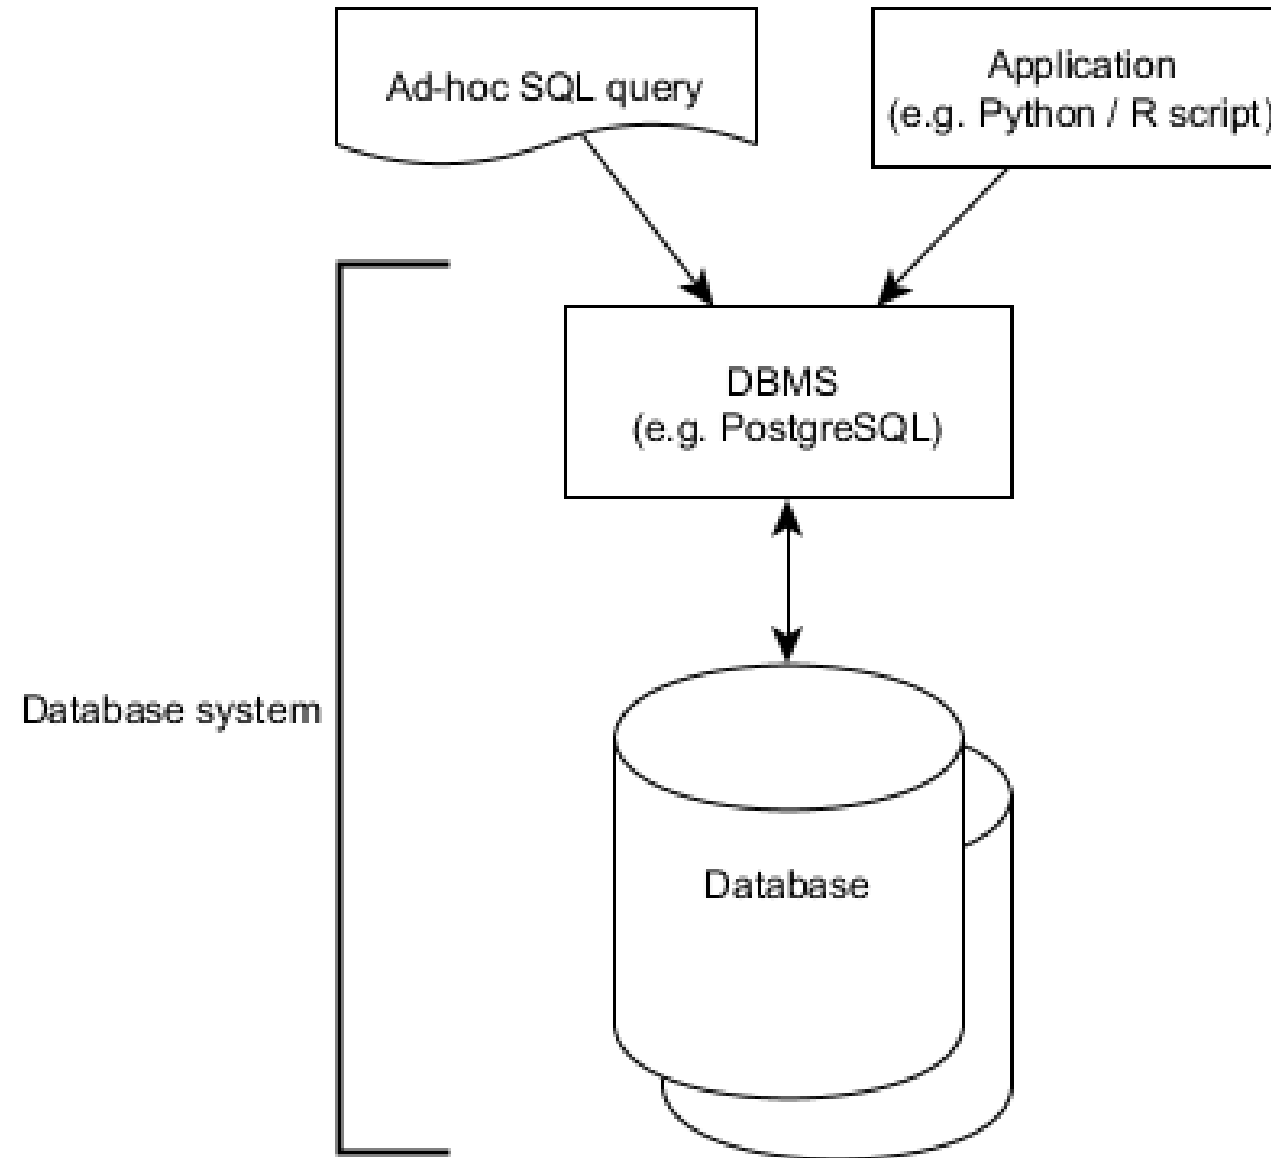 Ad-hoc SQL query
Application
(e.g. Python / R script)
DBMS
(e.g. PostgreSQL)
Database system
Database